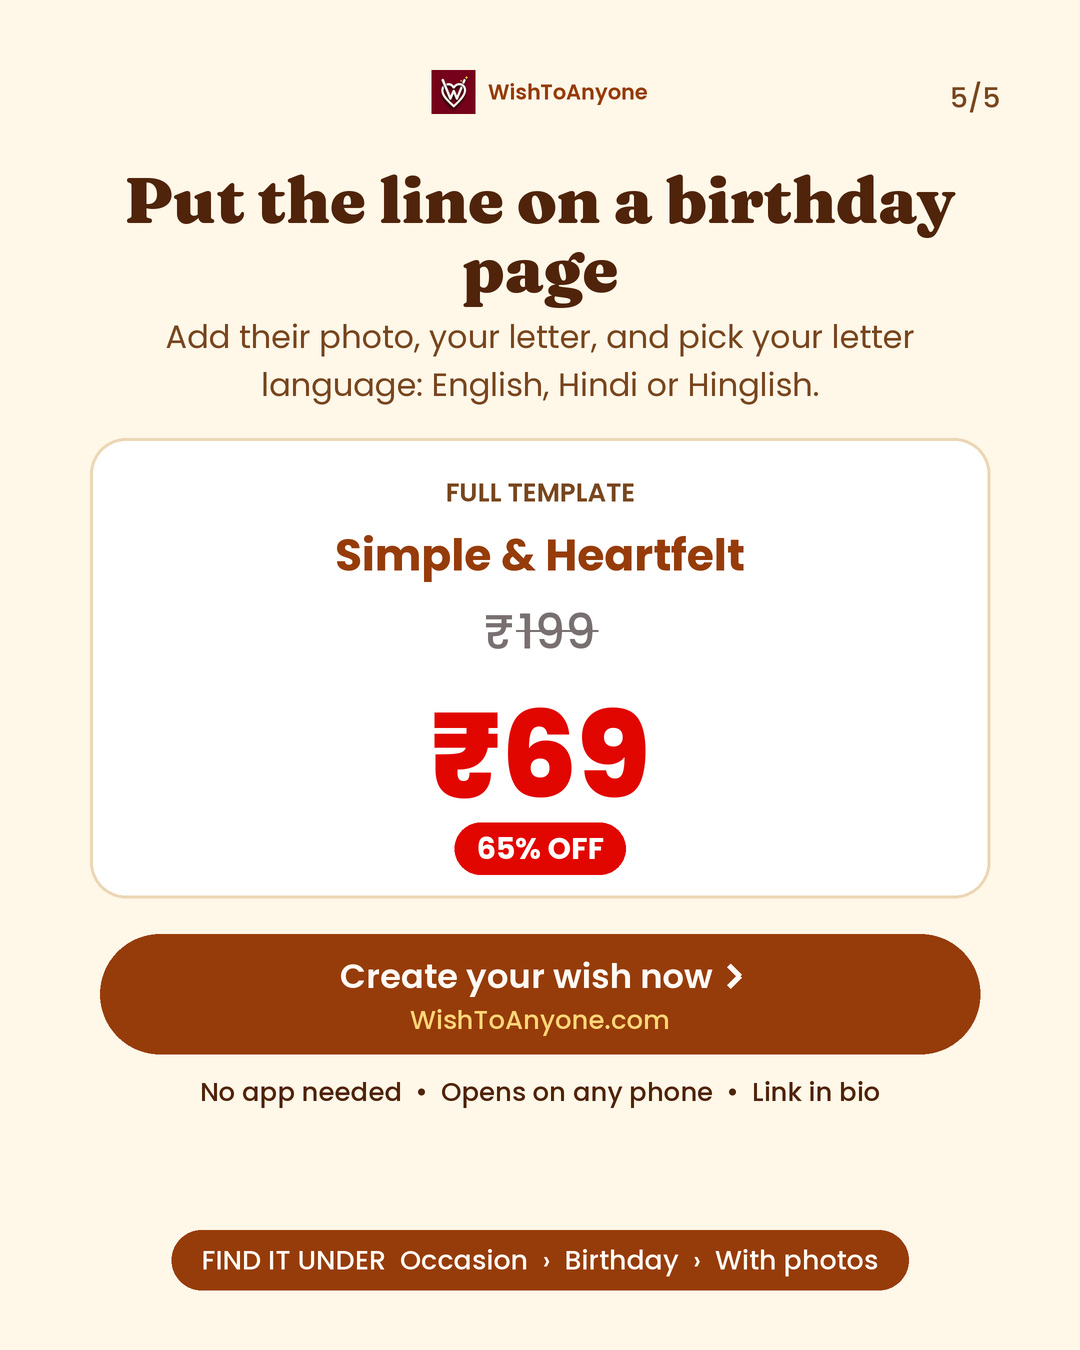 WishToAnyone
5/5
Put the line on a birthday
page
Add their photo, your letter, and pick your letter
language: English, Hindi or Hinglish.
FULL TEMPLATE
Simple & Heartfelt
₹199
₹69
65% OFF
Create your wish now ›
WishToAnyone.com
No app needed • Opens on any phone • Link in bio
FIND IT UNDER Occasion › Birthday › With photos